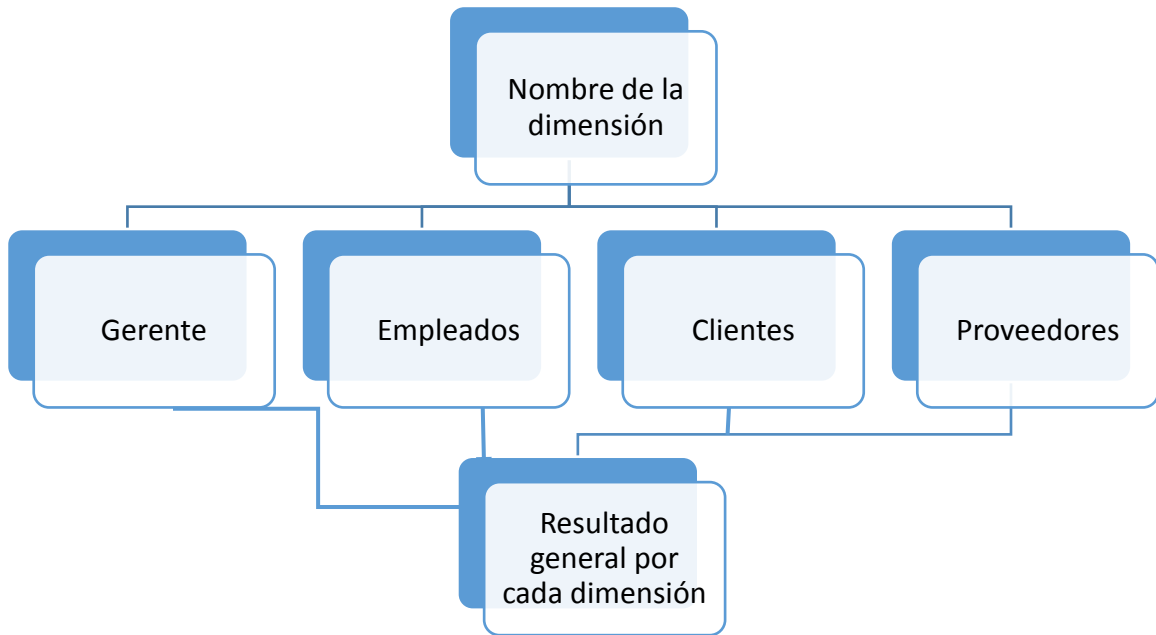 Nombre de la
dimensión
Gerente
Empleados
Clientes
Proveedores
Resultado
general por
cada dimensión